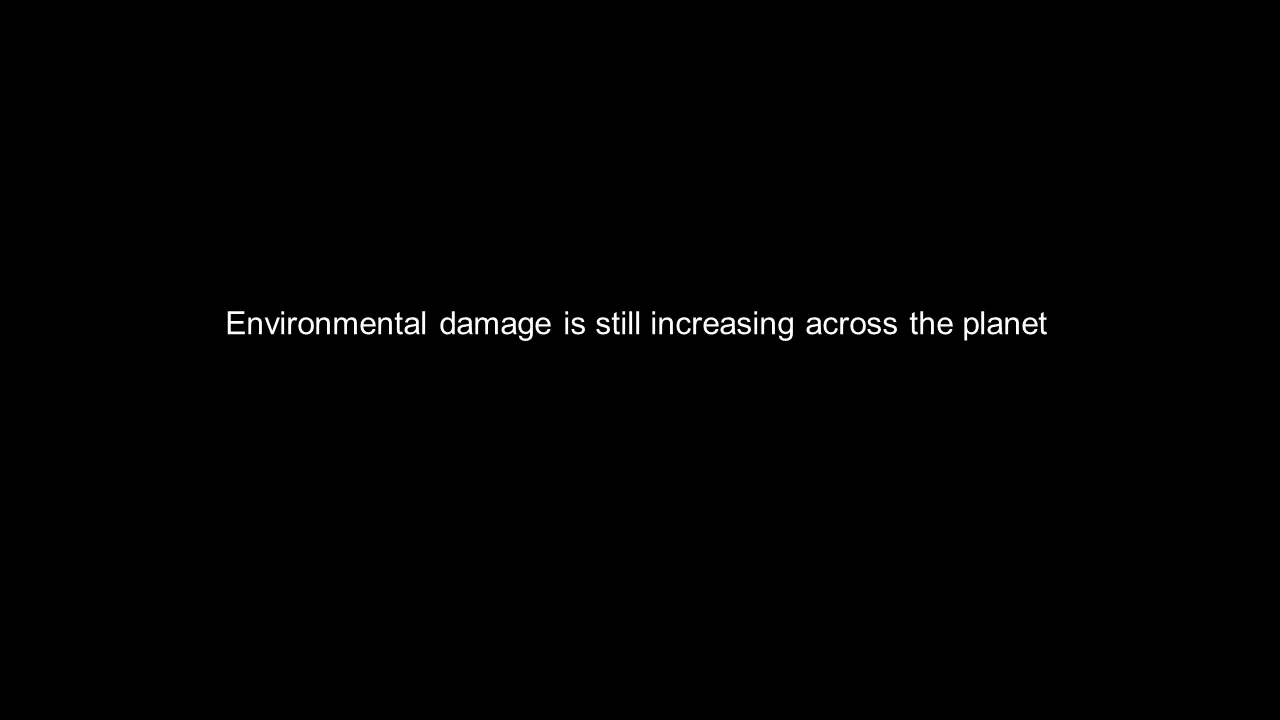 Environmental damage is still increasing across the planet